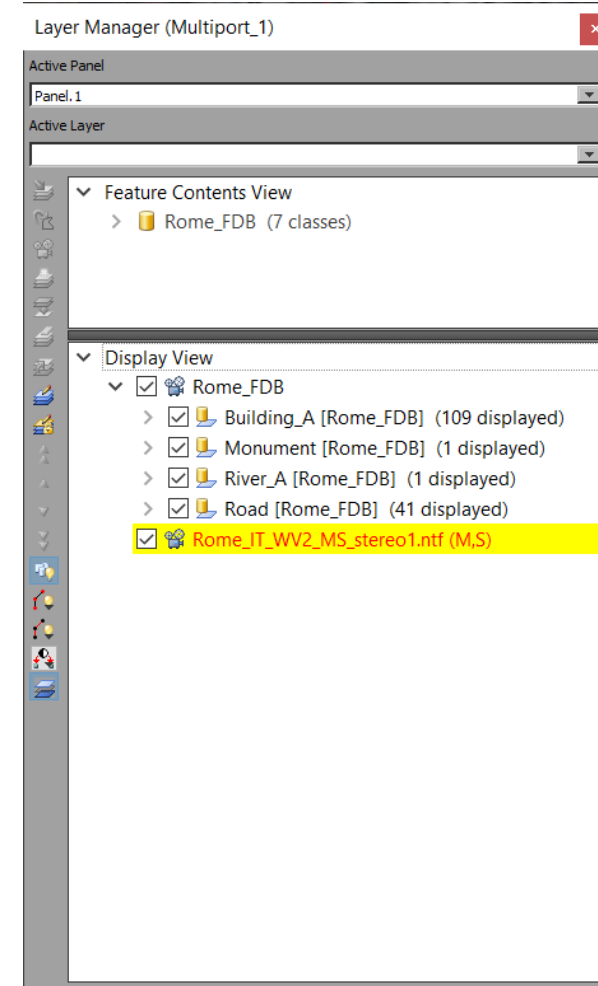 Layer Manager (Multiport_1)
Active Panel
Panel.1
Active Layer
Feature Contents View
Rome_FDB (7 classes)
Display View
Rome_FDB
Building_A [Rome_FDB] (109 displayed)
Monument [Rome_FDB] (1 displayed)
River_A [Rome_FDB] (1 displayed)
Road [Rome_FDB] (41 displayed)
Rome_IT_WV2_MS_stereo1.ntf (M,S)